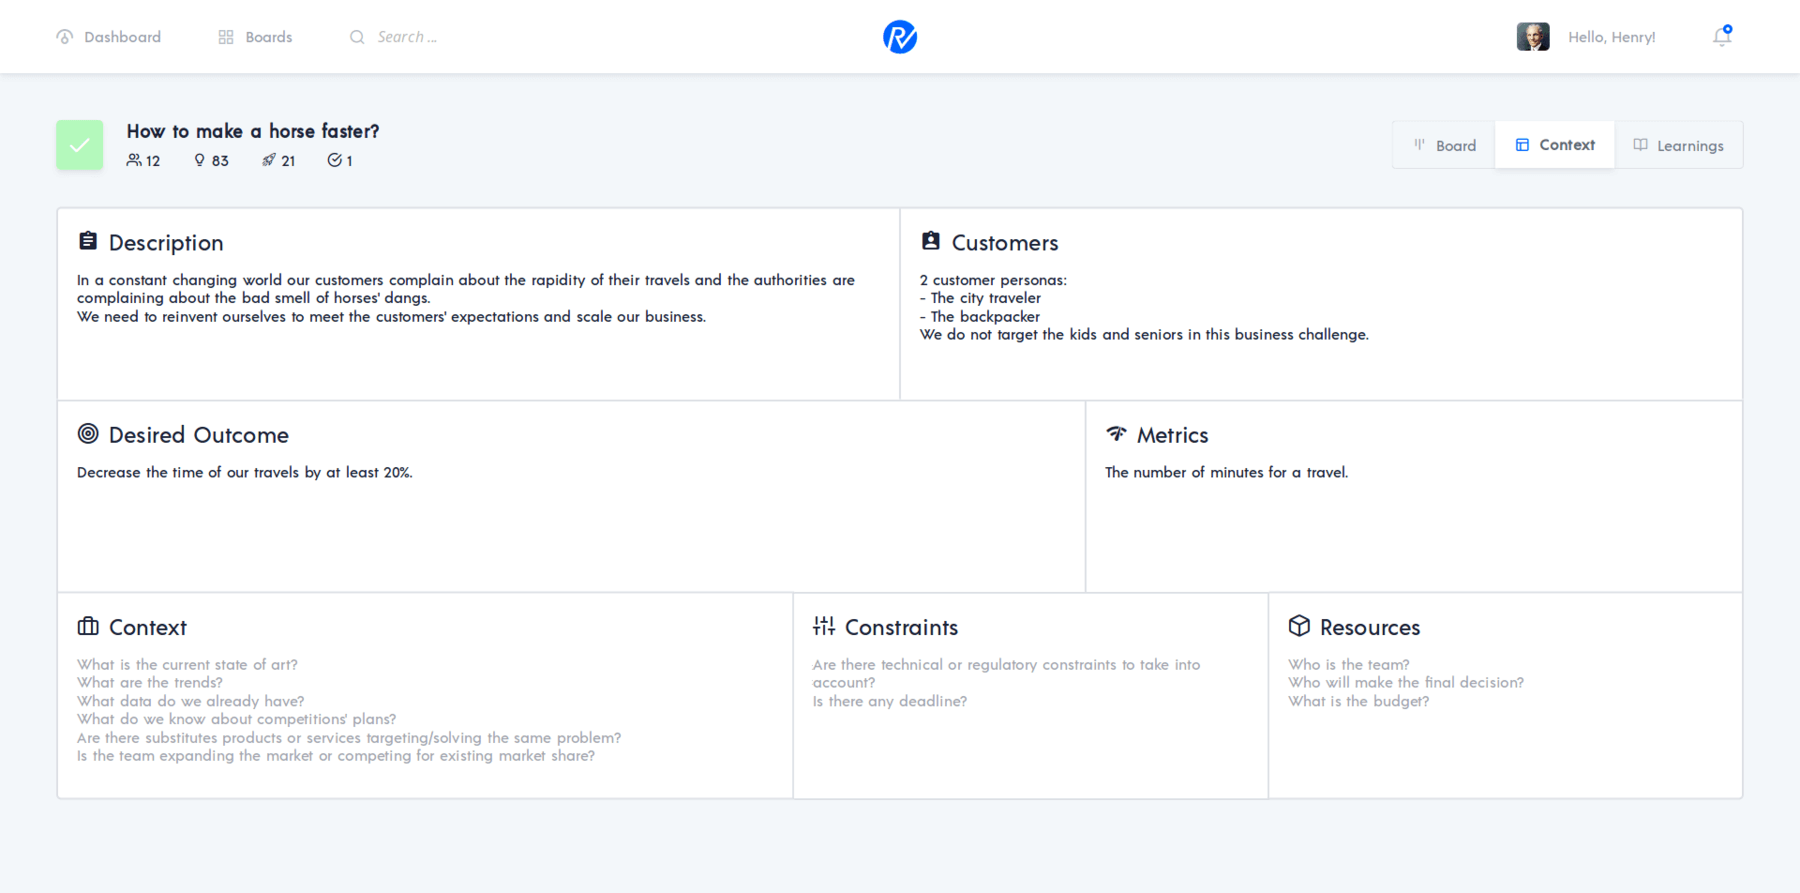 Dashboard
Boards
Search ...
Hello, Henry!
How to make a horse faster?
12 83 21 1
Board
Context
Learnings
Description
In a constant changing world our customers complain about the rapidity of their travels and the authorities are
complaining about the bad smell of horses' dangs.
We need to reinvent ourselves to meet the customers' expectations and scale our business.
Customers
2 customer personas:
- The city traveler
- The backpacker
We do not target the kids and seniors in this business challenge.
Desired Outcome
Decrease the time of our travels by at least 20%.
Metrics
The number of minutes for a travel.
Context
What is the current state of art?
What are the trends?
What data do we already have?
What do we know about competitions' plans?
Are there substitutes products or services targeting/solving the same problem?
Is the team expanding the market or competing for existing market share?
Constraints
Are there technical or regulatory constraints to take into
account?
Is there any deadline?
Resources
Who is the team?
Who will make the final decision?
What is the budget?